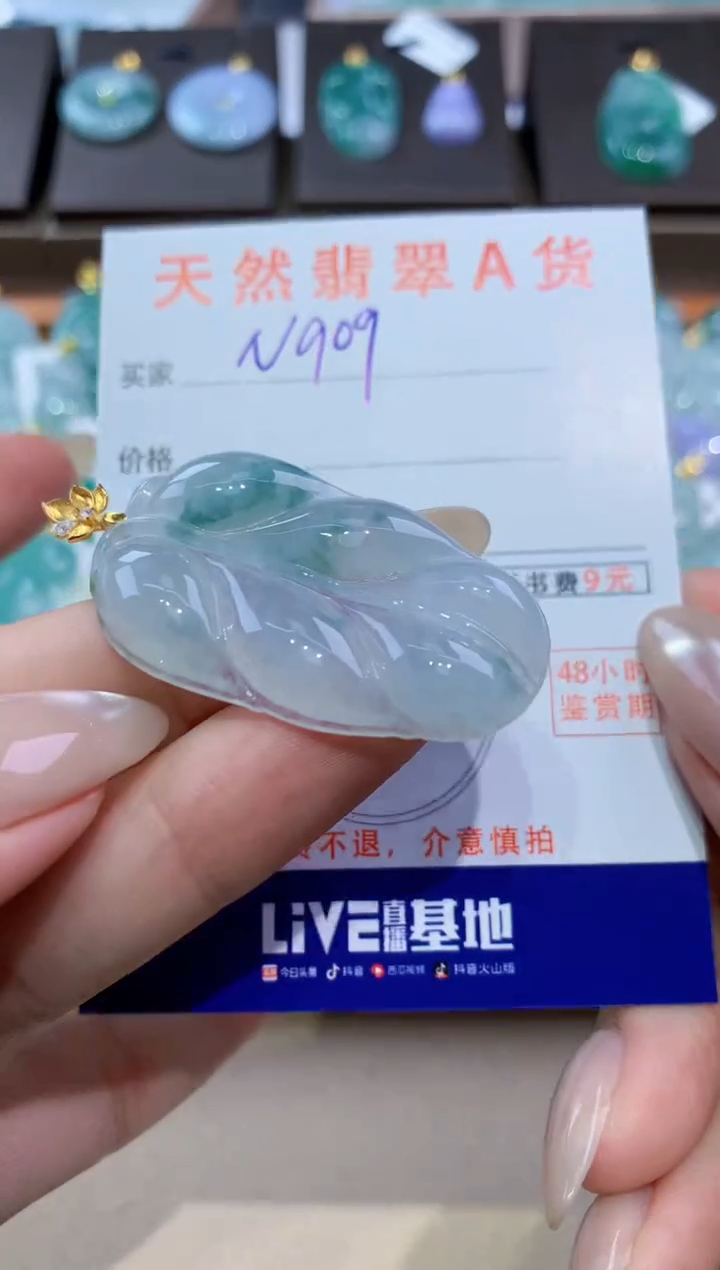 天然翡翠A货
买家 N909
价格
书费9元
48小时
鉴赏期
不退，介意慎拍
LiVE直播基地
今日头条 抖音 西瓜视频 抖音火山版